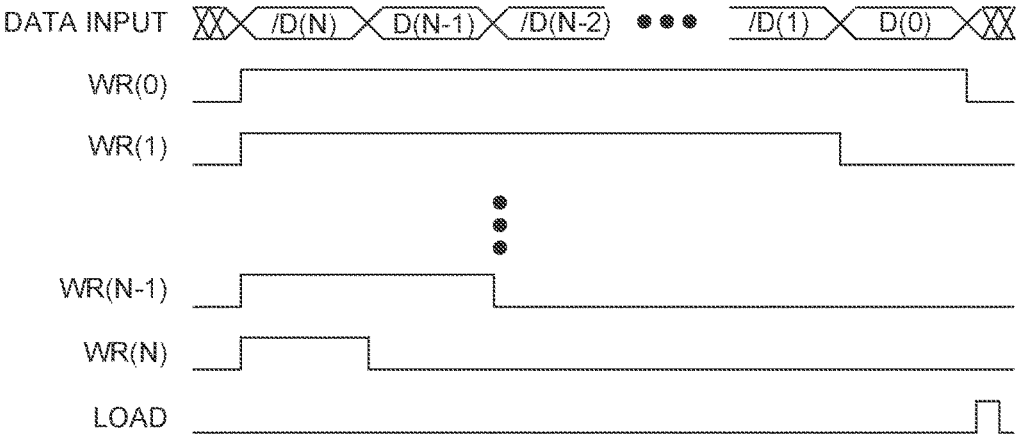 DATA INPUT /D(N) D(N-1) /D(N-2) /D(1) D(0)
WR(0)
WR(1)
WR(N-1)
WR(N)
LOAD